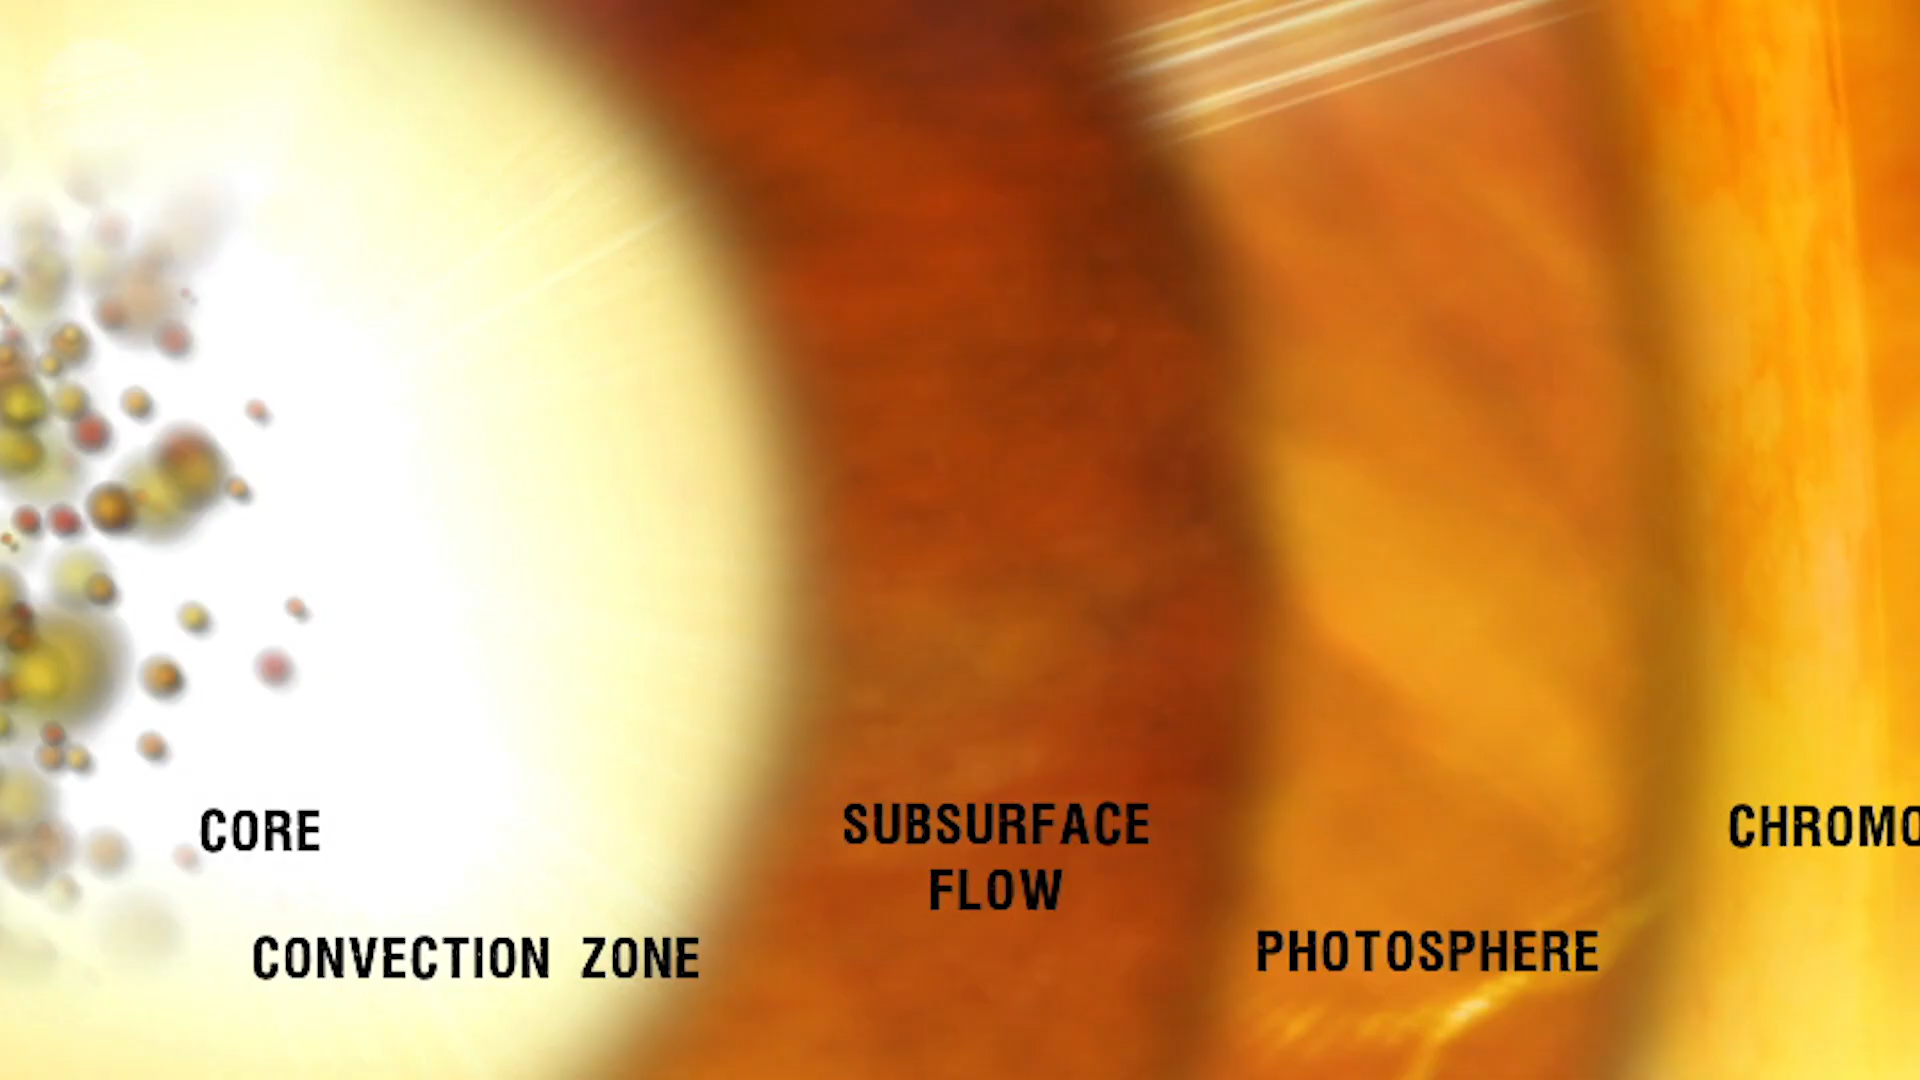 CORE
CONVECTION ZONE
SUBSURFACE
FLOW
PHOTOSPHERE
CHROMO